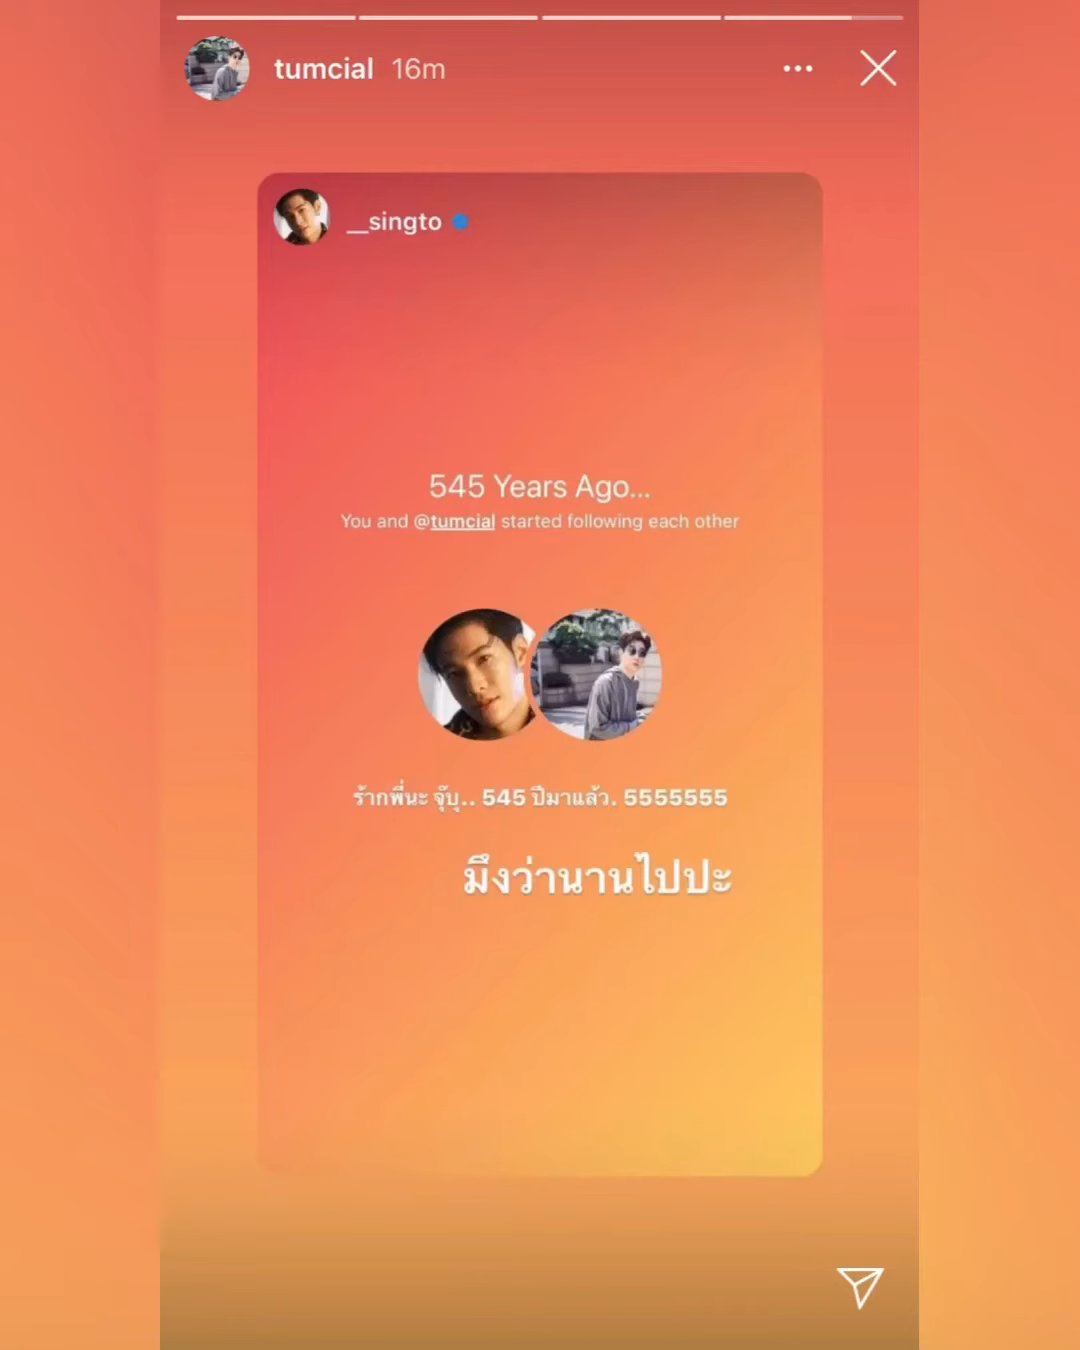 tumcial 16m
__singto
545 Years Ago...
You and @tumcial started following each other
ร้ากพี่นะ จุ๊บุ.. 545 ปีมาแล้ว. 5555555
มึงว่านานไปปะ